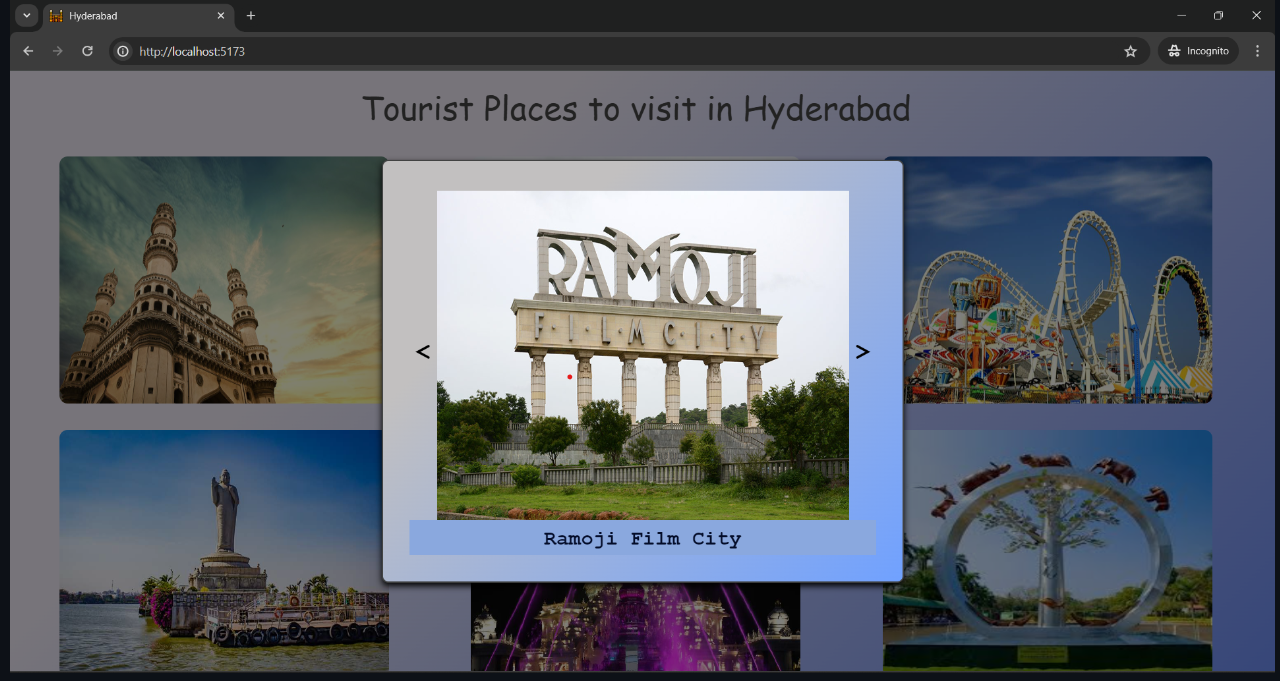 Hyderabad
http://localhost:5173
Incognito
Tourist Places to visit in Hyderabad
RAMOJI
FILM CITY
<
>
Ramoji Film City